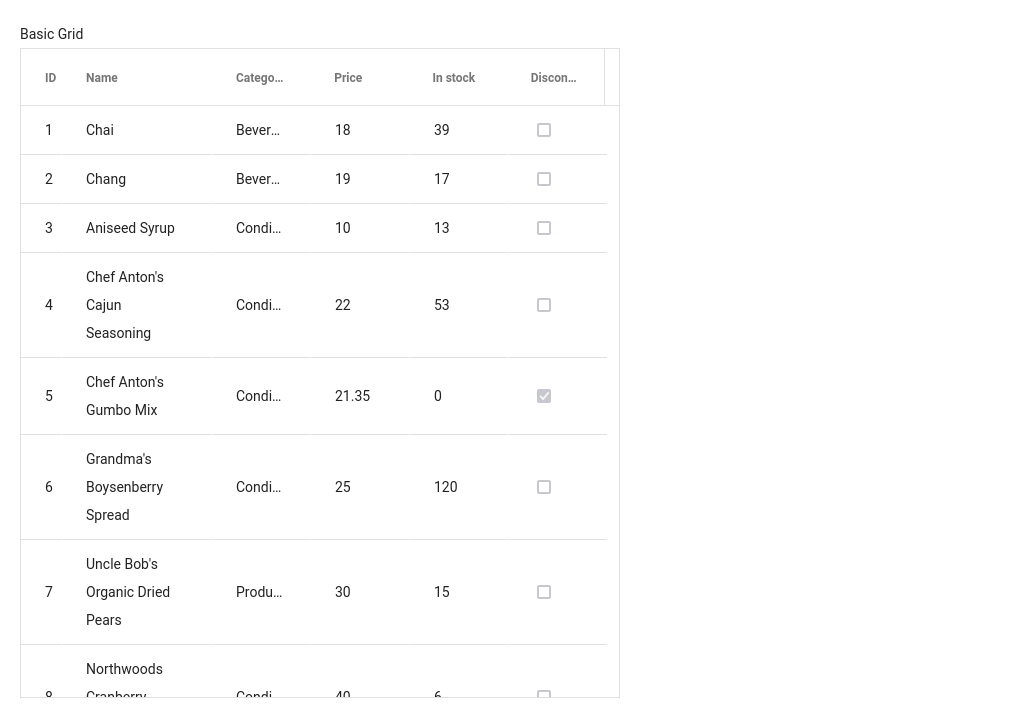 Basic Grid
ID Name Catego... Price In stock Discon...
1 Chai Bever... 18 39
2 Chang Bever... 19 17
3 Aniseed Syrup Condi... 10 13
Chef Anton's
4 Cajun Condi... 22 53
Seasoning
Chef Anton's
5 Condi... 21.35 0
Gumbo Mix
Grandma's
6 Boysenberry Condi... 25 120
Spread
Uncle Bob's
7 Organic Dried Produ... 30 15
Pears
Northwoods
8 Cranberry Condi... 40 6